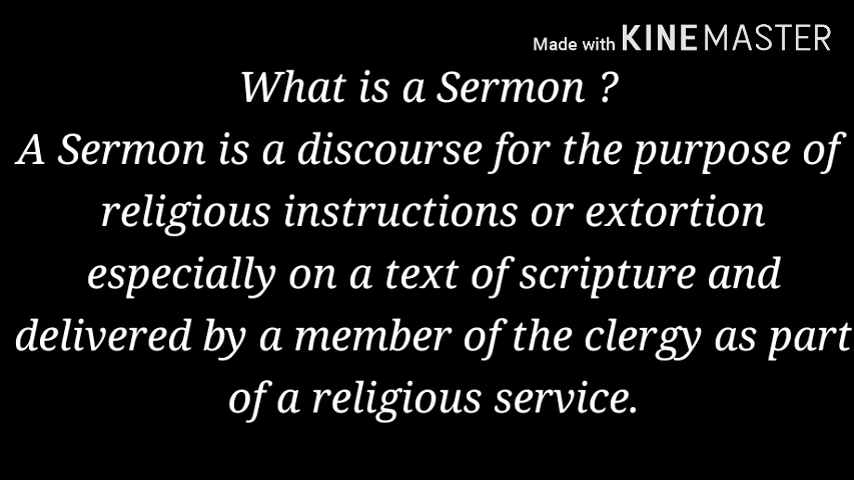 Made with KINEMASTER
What is a Sermon ?
A Sermon is a discourse for the purpose of
religious instructions or extortion
especially on a text of scripture and
delivered by a member of the clergy as part
of a religious service.